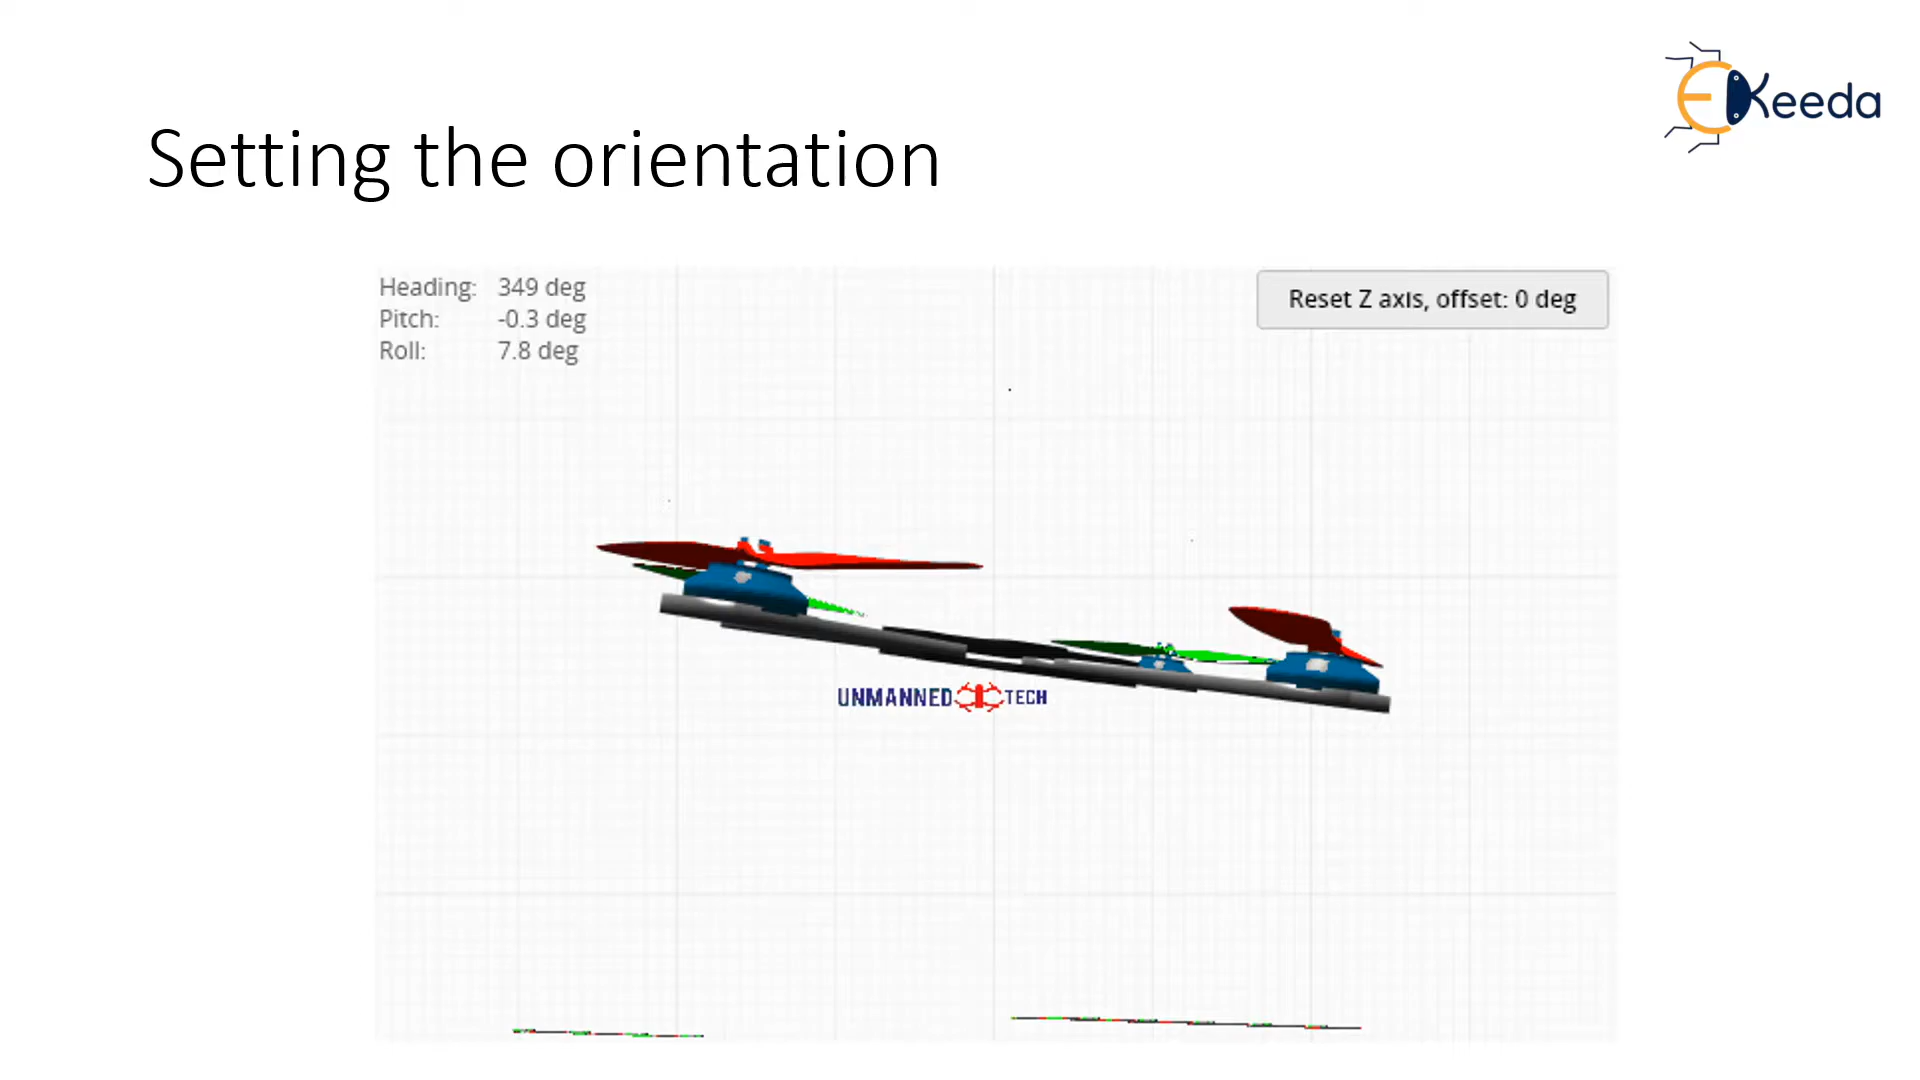 EKeeda
Setting the orientation
Heading: 349 deg
Pitch: -0.3 deg
Roll: 7.8 deg
Reset Z axis, offset: 0 deg
UNMANNED TECH